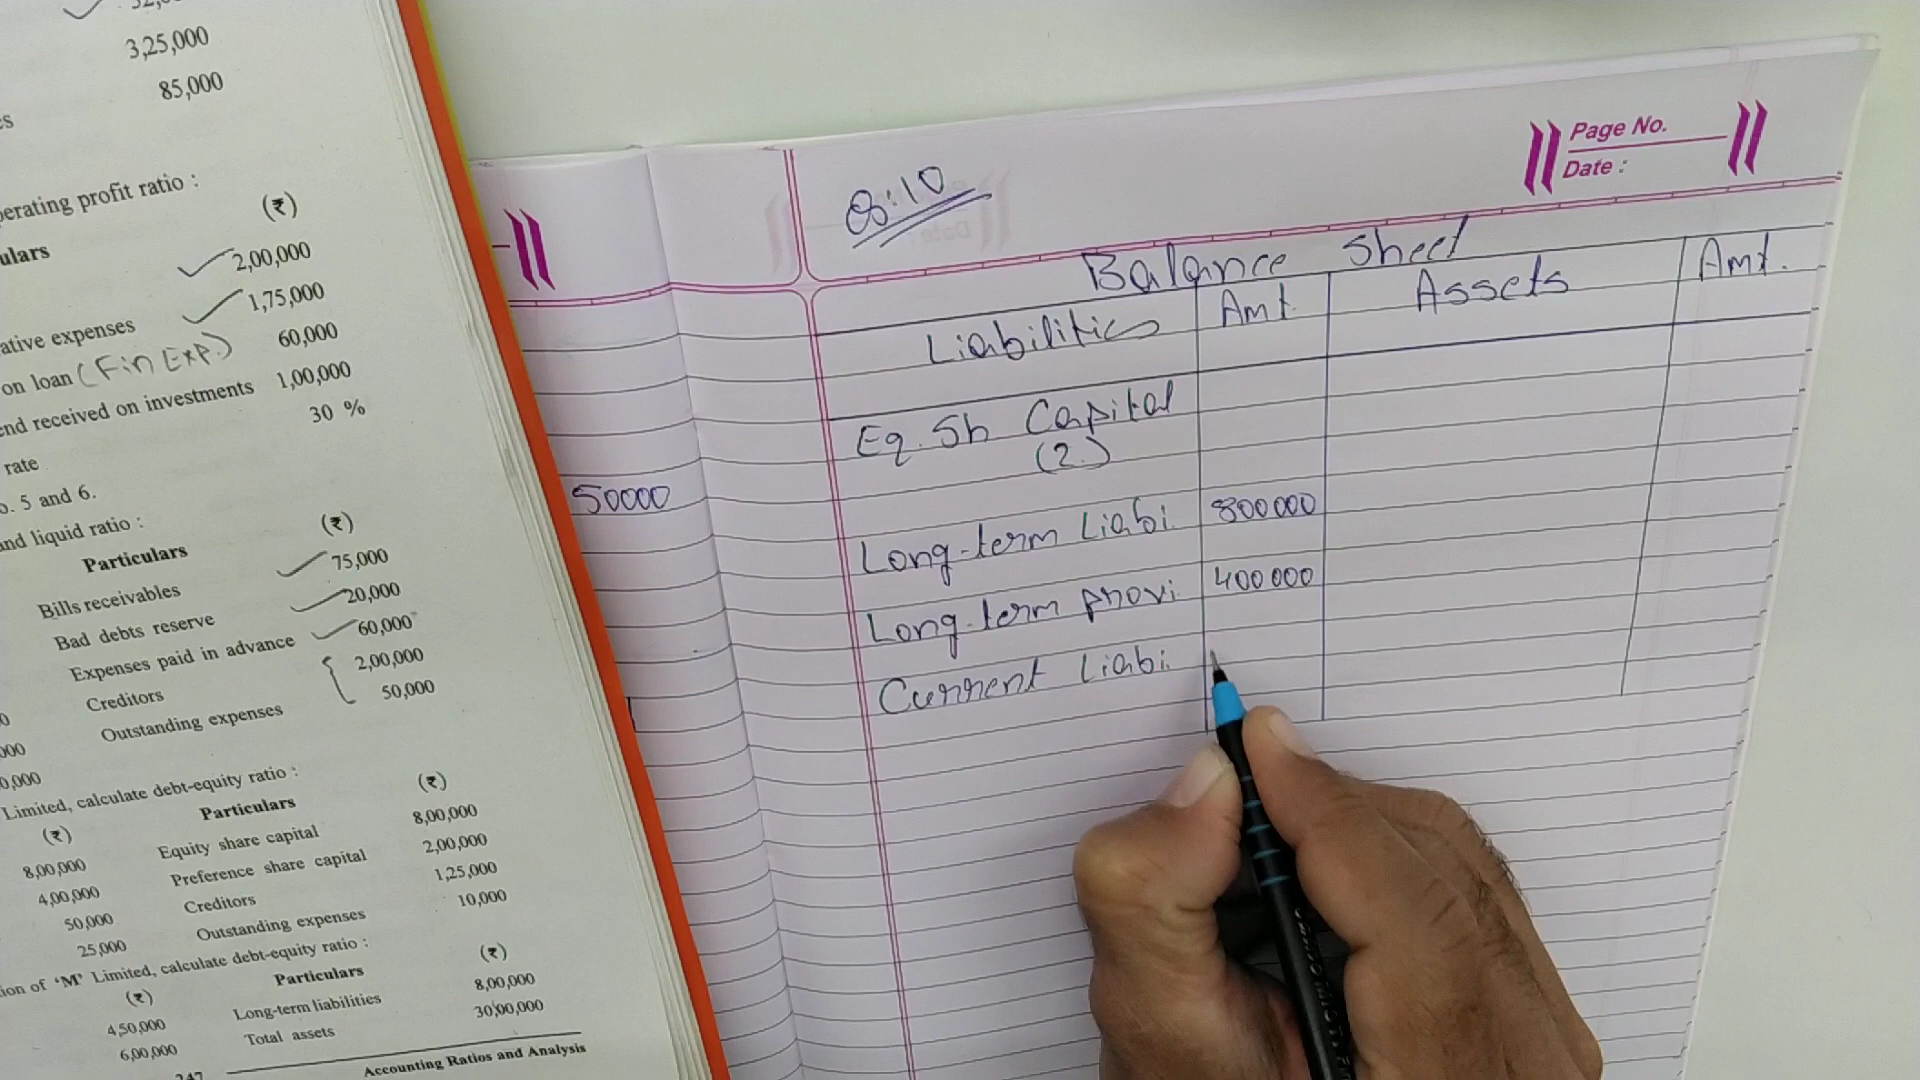 3,25,000
85,000
es
erating profit ratio :
(₹)
ulars
2,00,000
1,75,000
ative expenses
60,000
on loan (Fin Exp.)
end received on investments 1,00,000
30 %
rate
5 and 6.
and liquid ratio :
(₹)
Particulars
Bills receivables 75,000
Bad debts reserve 20,000
Expenses paid in advance 60,000
Creditors 2,00,000
Outstanding expenses 50,000
Limited, calculate debt-equity ratio :
(₹) Particulars (₹)
8,00,000 Equity share capital 8,00,000
4,00,000 Preference share capital 2,00,000
50,000 Creditors 1,25,000
25,000 Outstanding expenses 10,000
ion of ‘M’ Limited, calculate debt-equity ratio :
(₹) Particulars (₹)
4,50,000 Long-term liabilities 8,00,000
6,00,000 Total assets 30,00,000
247 Accounting Ratios and Analysis
50000
Page No.
Date :
Q:10
Balance Sheet
Liabilities Amt. Assets Amt.
Eq. Sh Capital
(2.)
Long-term Liabi. 800000
Long-term provi. 400000
Current Liabi.